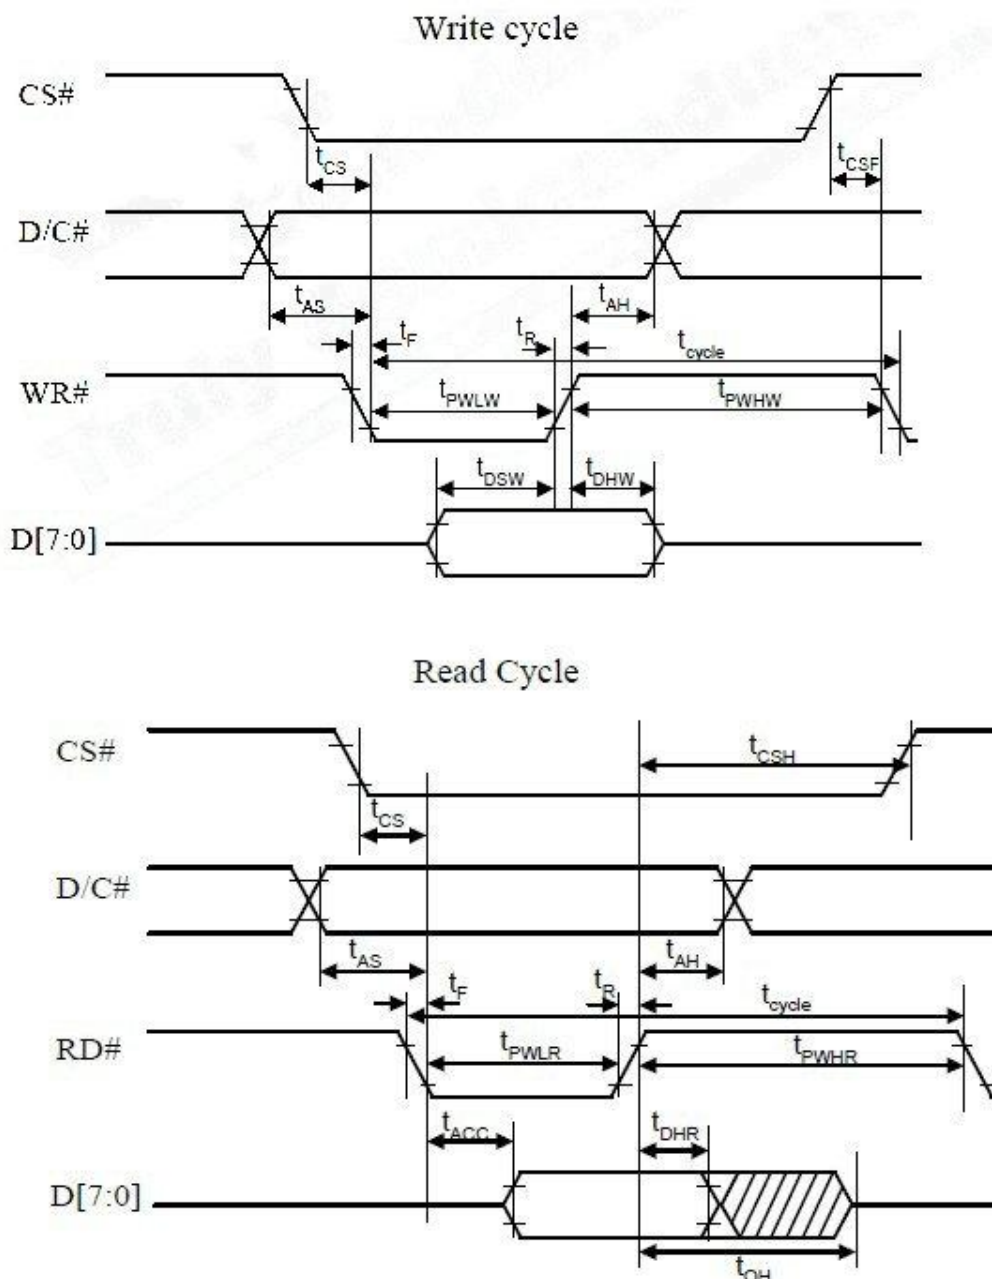 Write cycle
CS#
tCS
tCSF
D/C#
tAS
tAH
tF
tR
tcycle
WR#
tPWLW
tPWHW
tDSW
tDHW
D[7:0]
Read Cycle
CS#
tCSH
tCS
D/C#
tAS
tAH
tF
tR
tcycle
RD#
tPWLR
tPWHR
tACC
tDHR
D[7:0]
tOH